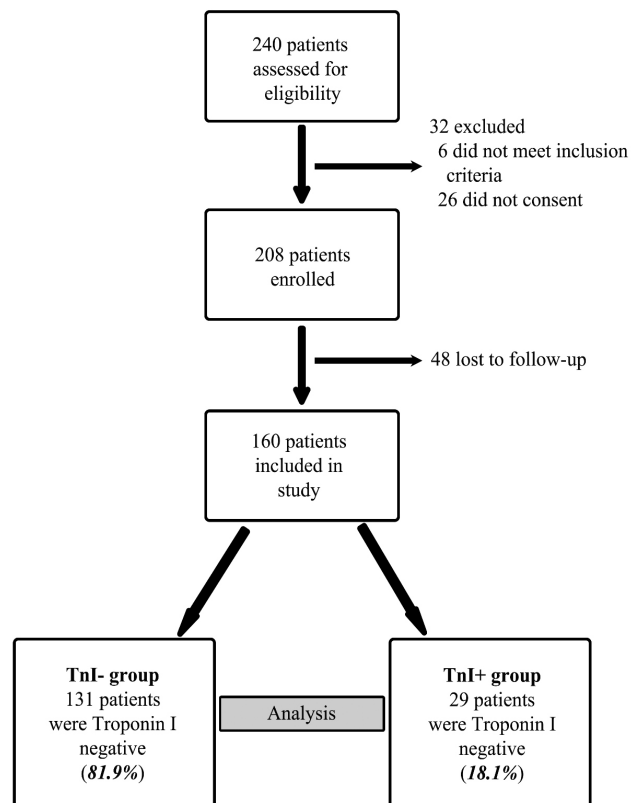 240 patients
assessed for
eligibility
32 excluded
6 did not meet inclusion
criteria
26 did not consent
208 patients
enrolled
48 lost to follow-up
160 patients
included in
study
TnI- group
131 patients
were Troponin I
negative
(81.9%)
Analysis
TnI+ group
29 patients
were Troponin I
negative
(18.1%)